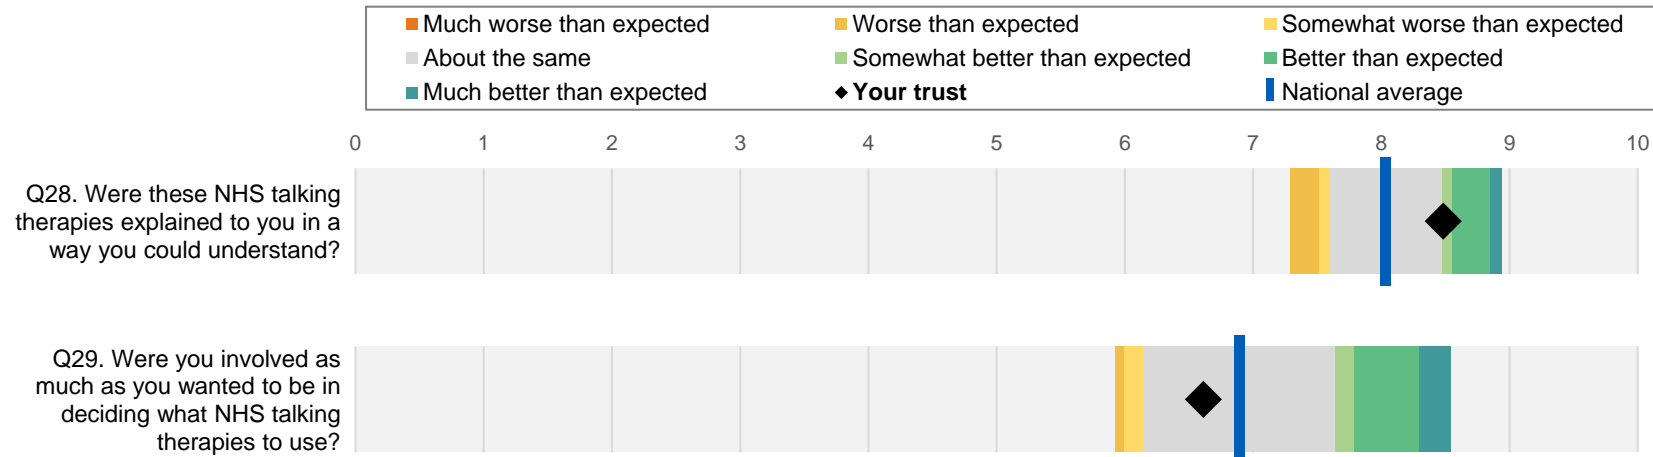 Much worse than expected
Worse than expected
Somewhat worse than expected
About the same
Somewhat better than expected
Better than expected
Much better than expected
Your trust
National average
0 1 2 3 4 5 6 7 8 9 10
Q28. Were these NHS talking
therapies explained to you in a
way you could understand?
Q29. Were you involved as
much as you wanted to be in
deciding what NHS talking
therapies to use?